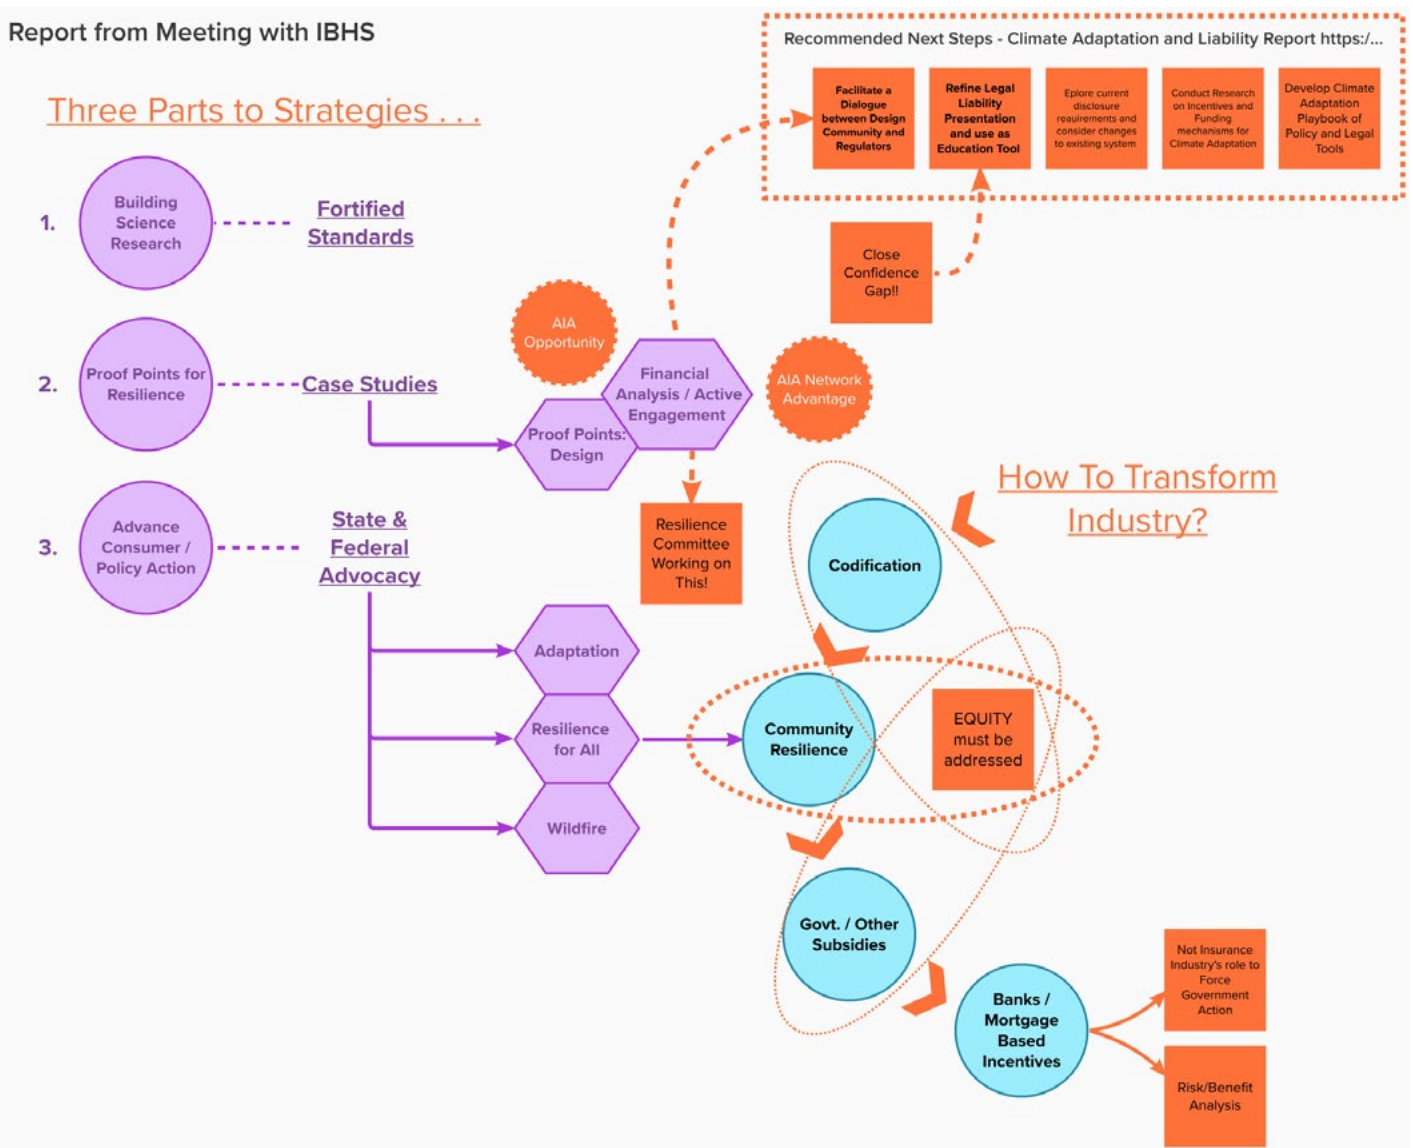 Report from Meeting with IBHS
Recommended Next Steps - Climate Adaptation and Liability Report https:/...
Facilitate a
Dialogue
between Design
Community and
Regulators
Refine Legal
Liability
Presentation
and use as
Education Tool
Eplore current
disclosure
reauirements and
consider changes
to existing system
Conduct Research
on Incentives and
Funding
mechanisms for
Climate Adaptation
Develop Climate
Adaptation
Playbook of
Policy and Legal
Tools
Three Parts to Strategies . . .
1.
Building
Science
Research
Fortified
Standards
Close
Confidence
Gap!!
AIA
Opportunity
2.
Proof Points for
Resilience
Case Studies
Financial
Analysis / Active
Engagement
AIA Network
Advantage
Proof Points:
Design
3.
Advance
Consumer /
Policy Action
State &
Federal
Advocacy
Resilience
Committee
Working on
This!
How To Transform
Industry?
Codification
Adaptation
Resilience
for All
Wildfire
Community
Resilience
EQUITY
must be
addressed
Govt. / Other
Subsidies
Banks /
Mortgage
Based
Incentives
Not Insurance
Industry's role to
Force
Government
Action
Risk/Benefit
Analysis